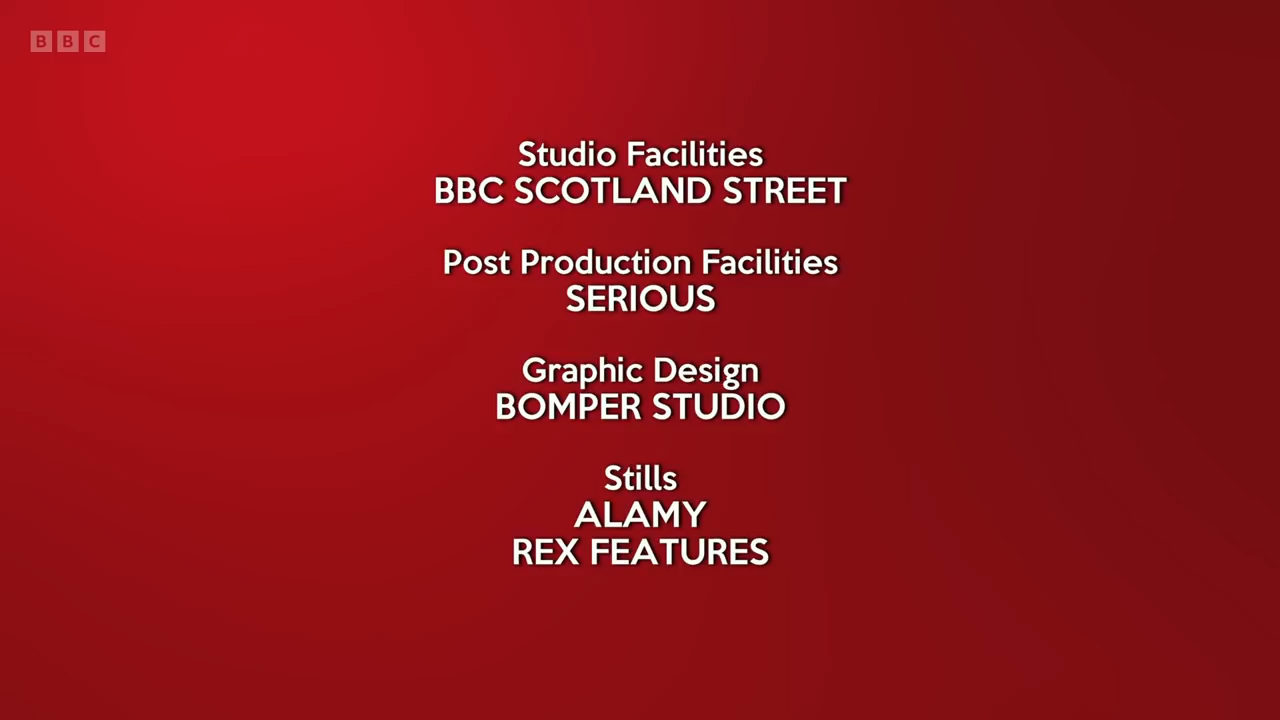 BBC
Studio Facilities
BBC SCOTLAND STREET
Post Production Facilities
SERIOUS
Graphic Design
BOMPER STUDIO
Stills
ALAMY
REX FEATURES